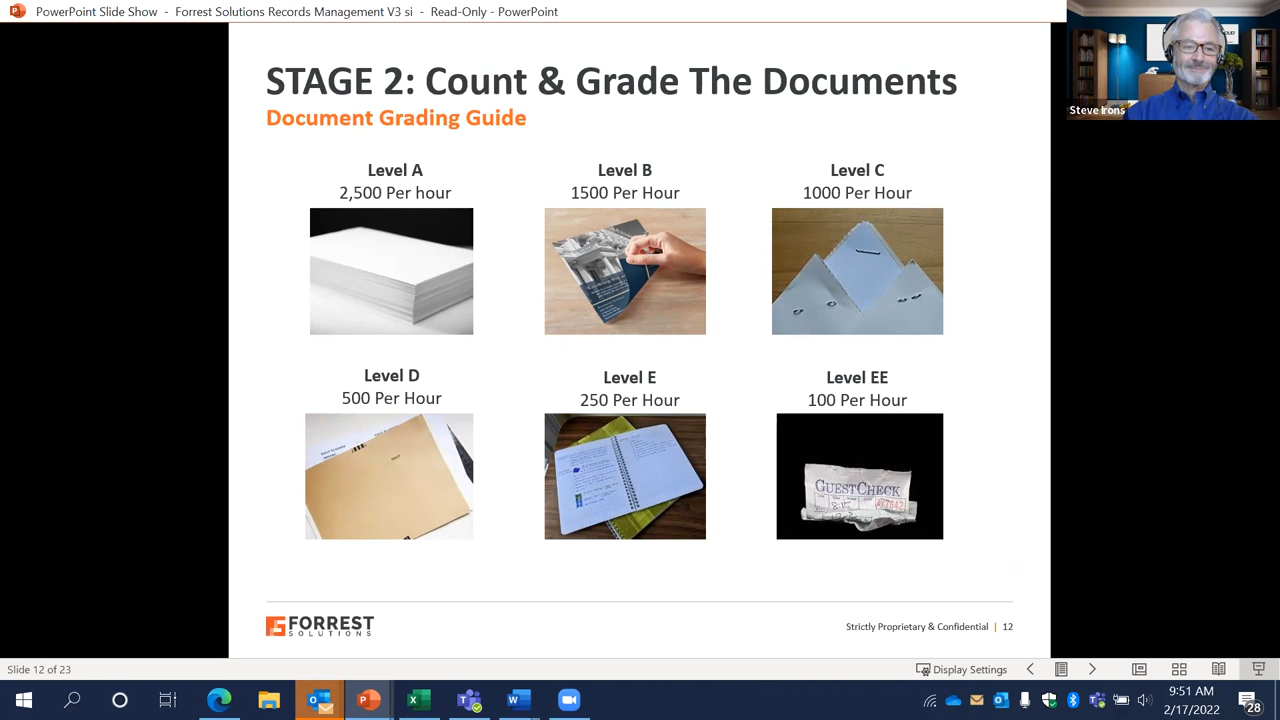 PowerPoint Slide Show - Forrest Solutions Records Management V3 si - Read-Only - PowerPoint
Steve Irons
STAGE 2: Count & Grade The Documents
Document Grading Guide
Level A
2,500 Per hour
Level B
1500 Per Hour
Level C
1000 Per Hour
Level D
500 Per Hour
Level E
250 Per Hour
Level EE
100 Per Hour
GUESTCHECK
FORREST
SOLUTIONS
Strictly Proprietary & Confidential | 12
Slide 12 of 23
Display Settings
9:51 AM
2/17/2022
28